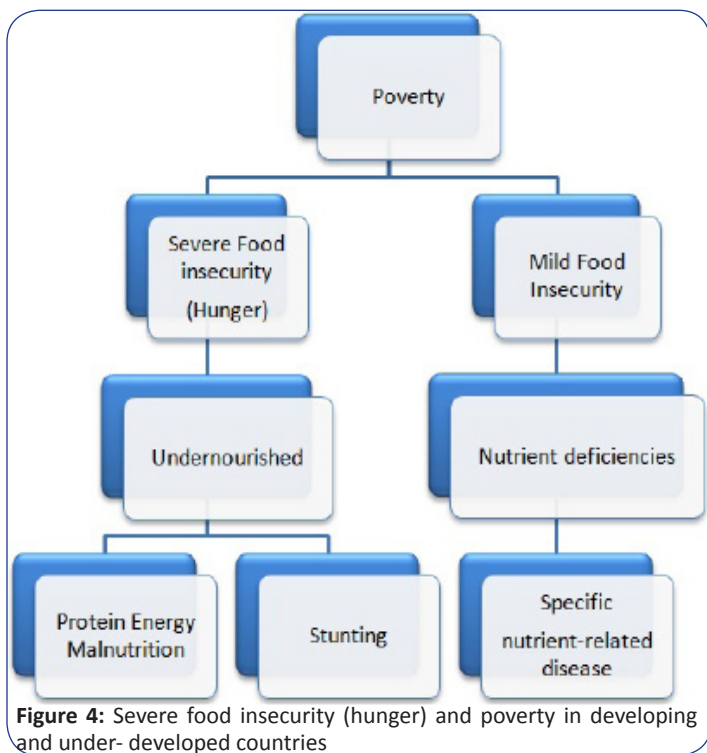 Poverty
Severe Food
insecurity
(Hunger)
Mild Food
Insecurity
Undernourished
Nutrient deficiencies
Protein Energy
Malnutrition
Stunting
Specific
nutrient-related
disease
Figure 4: Severe food insecurity (hunger) and poverty in developing
and under- developed countries